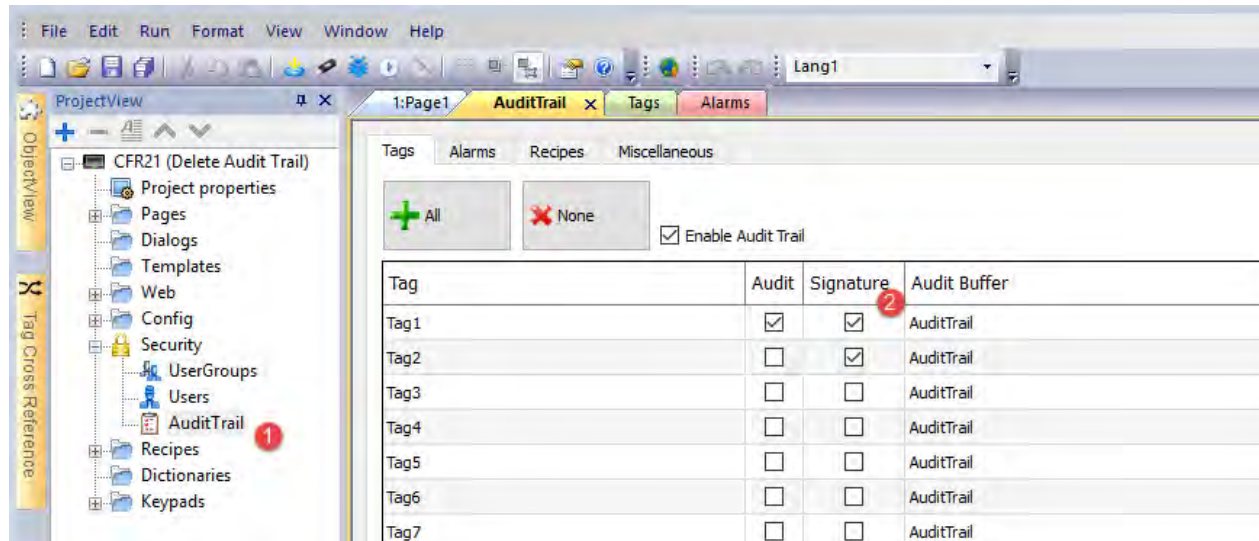 File Edit Run Format View Window Help
Lang1
ProjectView
1:Page1 AuditTrail Tags Alarms
ObjectView
Tag Cross Reference
CFR21 (Delete Audit Trail)
Project properties
Pages
Dialogs
Templates
Web
Config
Security
UserGroups
Users
AuditTrail 1
Recipes
Dictionaries
Keypads
Tags Alarms Recipes Miscellaneous
All None Enable Audit Trail
Tag Audit Signature 2 Audit Buffer
Tag1 AuditTrail
Tag2 AuditTrail
Tag3 AuditTrail
Tag4 AuditTrail
Tag5 AuditTrail
Tag6 AuditTrail
Tag7 AuditTrail